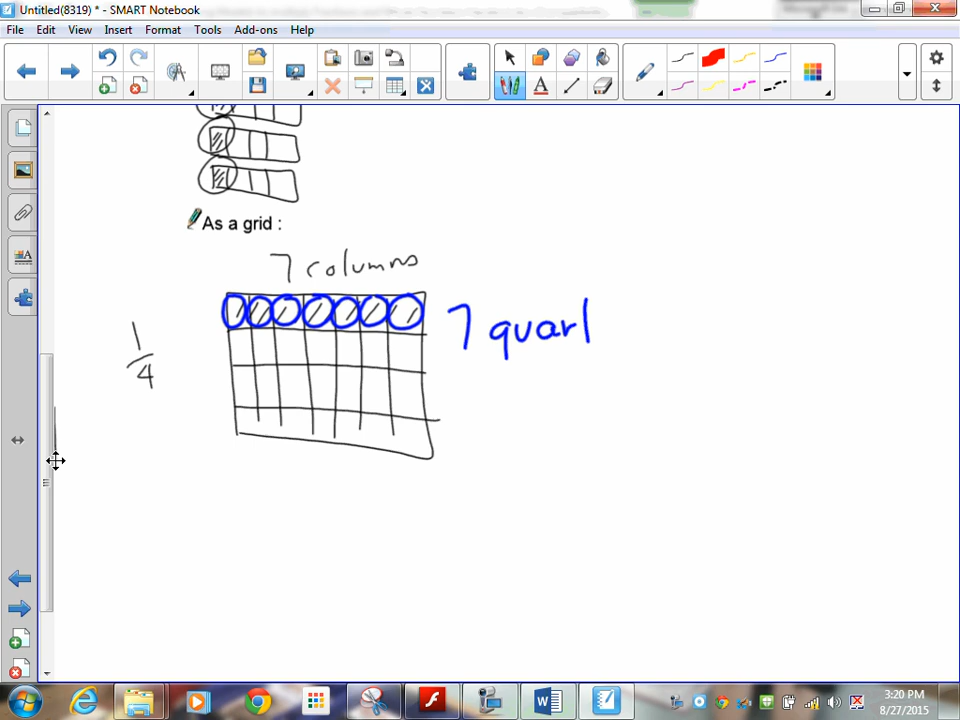 Untitled(8319) * - SMART Notebook
File Edit View Insert Format Tools Add-ons Help
As a grid :
7 columns
1
4
7 quarl
3:20 PM
8/27/2015